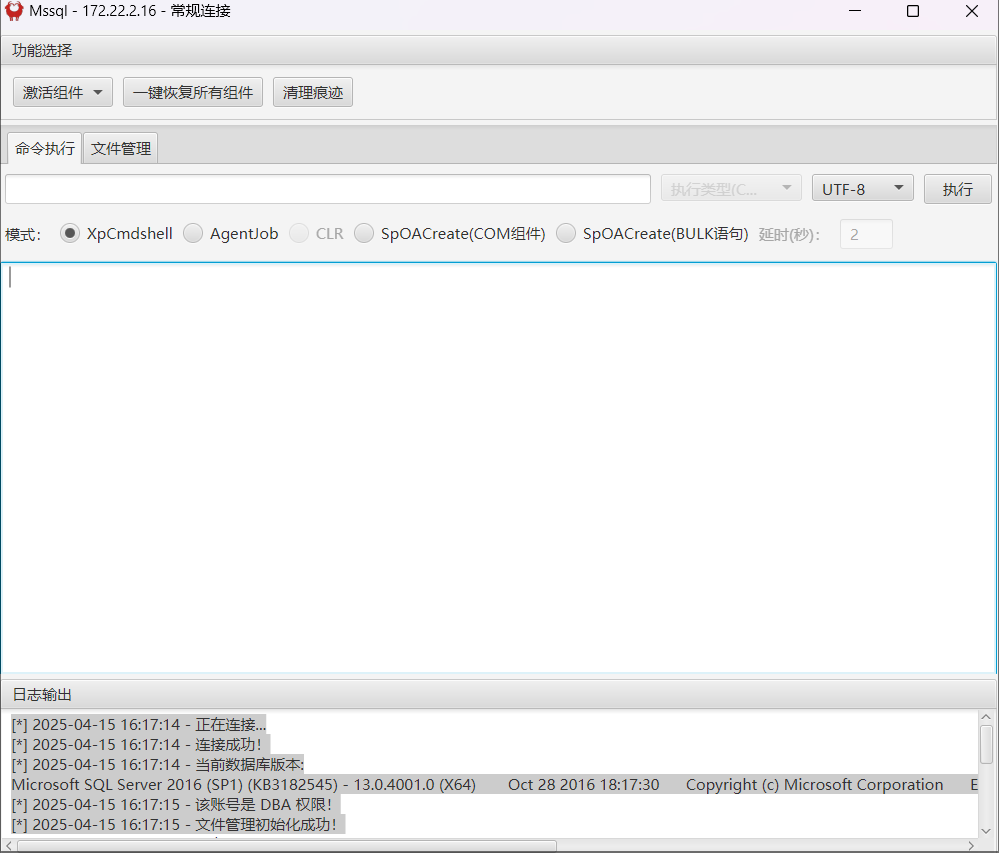 Mssql - 172.22.2.16 - 常规连接
功能选择
激活组件 一键恢复所有组件 清理痕迹
命令执行 文件管理
执行类型(C... UTF-8 执行
模式： XpCmdshell AgentJob CLR SpOACreate(COM组件) SpOACreate(BULK语句) 延时(秒)： 2
日志输出
[*] 2025-04-15 16:17:14 - 正在连接...
[*] 2025-04-15 16:17:14 - 连接成功！
[*] 2025-04-15 16:17:14 - 当前数据库版本:
Microsoft SQL Server 2016 (SP1) (KB3182545) - 13.0.4001.0 (X64) Oct 28 2016 18:17:30 Copyright (c) Microsoft Corporation E
[*] 2025-04-15 16:17:15 - 该账号是 DBA 权限！
[*] 2025-04-15 16:17:15 - 文件管理初始化成功！